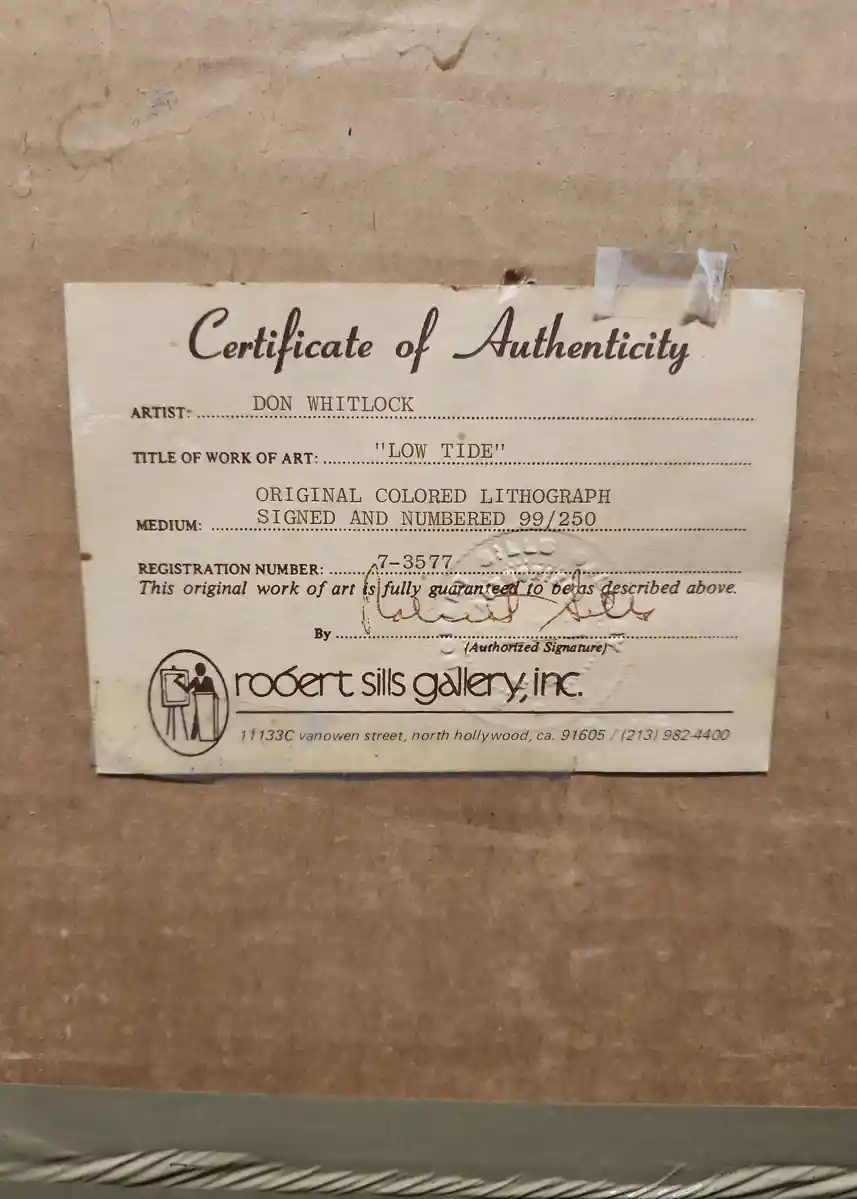 Certificate of Authenticity
ARTIST: DON WHITLOCK
TITLE OF WORK OF ART: "LOW TIDE"
ORIGINAL COLORED LITHOGRAPH
MEDIUM: SIGNED AND NUMBERED 99/250
REGISTRATION NUMBER: 7-3577
This original work of art is fully guaranteed to be as described above.
Robert Sills
By
(Authorized Signature)
robert sills gallery, inc.
11133C vanowen street, north hollywood, ca. 91605 / (213) 982-4400